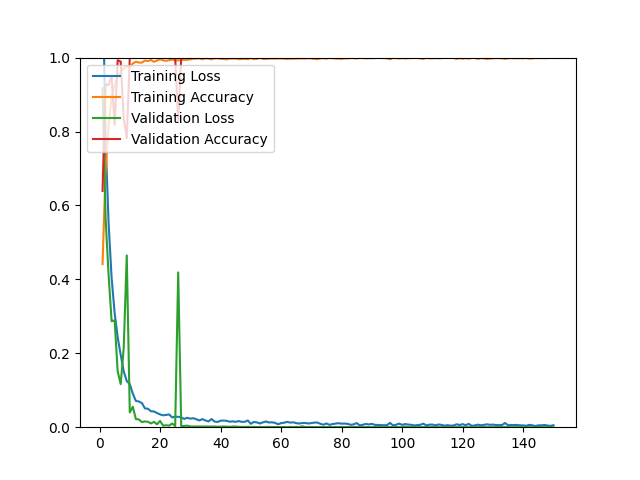 1.0
0.8
0.6
0.4
0.2
0.0
Training Loss
Training Accuracy
Validation Loss
Validation Accuracy
0 20 40 60 80 100 120 140